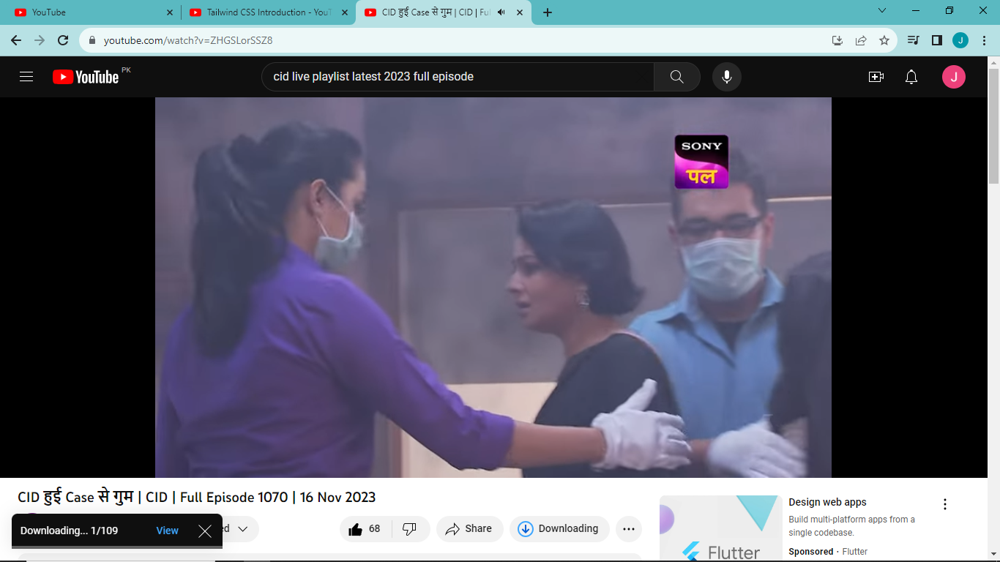 YouTube
Tailwind CSS Introduction - YouT
CID हुई Case से गुम | CID | Ful
youtube.com/watch?v=ZHGSLorSSZ8
J
YouTube PK
cid live playlist latest 2023 full episode
J
SONY
पल
CID हुई Case से गुम | CID | Full Episode 1070 | 16 Nov 2023
Downloading... 1/109 View
ed
68
Share
Downloading
Design web apps
Build multi-platform apps from a
single codebase.
Sponsored · Flutter
Flutter